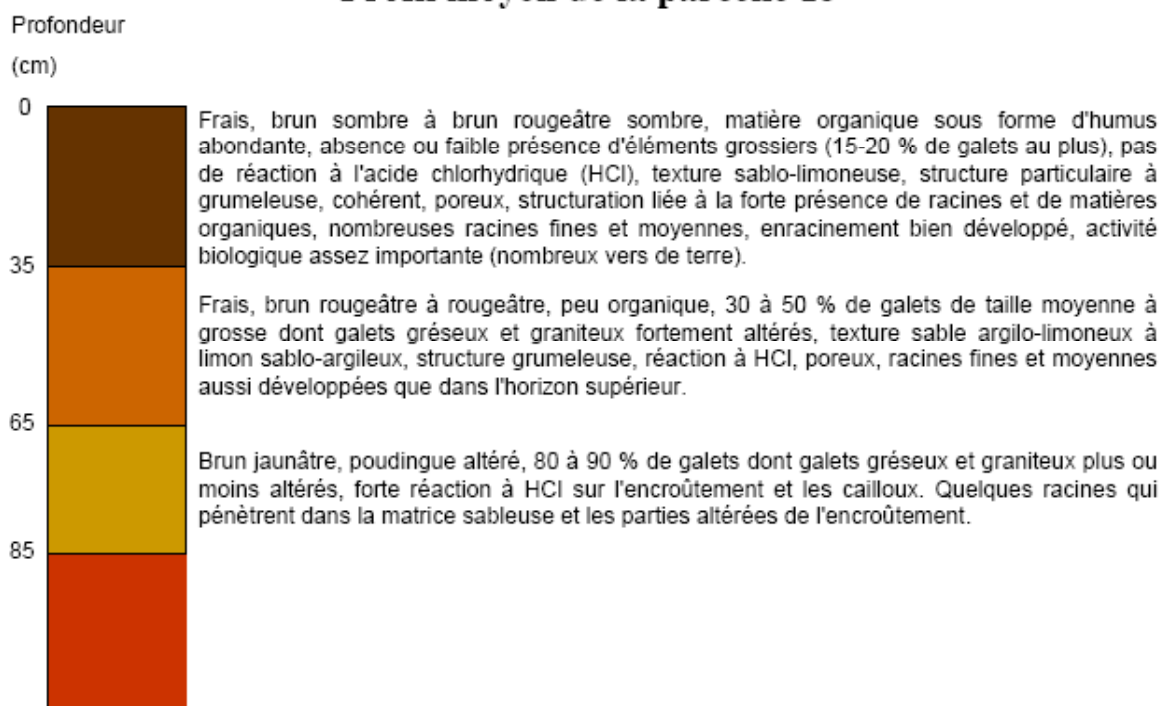 Profondeur
(cm)
0
Frais, brun sombre à brun rougeâtre sombre, matière organique sous forme d'humus
abondante, absence ou faible présence d'éléments grossiers (15-20 % de galets au plus), pas
de réaction à l'acide chlorhydrique (HCl), texture sablo-limoneuse, structure particulaire à
grumeleuse, cohérent, poreux, structuration liée à la forte présence de racines et de matières
organiques, nombreuses racines fines et moyennes, enracinement bien développé, activité
biologique assez importante (nombreux vers de terre).
35
Frais, brun rougeâtre à rougeâtre, peu organique, 30 à 50 % de galets de taille moyenne à
grosse dont galets gréseux et graniteux fortement altérés, texture sable argilo-limoneux à
limon sablo-argileux, structure grumeleuse, réaction à HCl, poreux, racines fines et moyennes
aussi développées que dans l'horizon supérieur.
65
Brun jaunâtre, poudingue altéré, 80 à 90 % de galets dont galets gréseux et graniteux plus ou
moins altérés, forte réaction à HCl sur l'encroûtement et les cailloux. Quelques racines qui
pénètrent dans la matrice sableuse et les parties altérées de l'encroûtement.
85